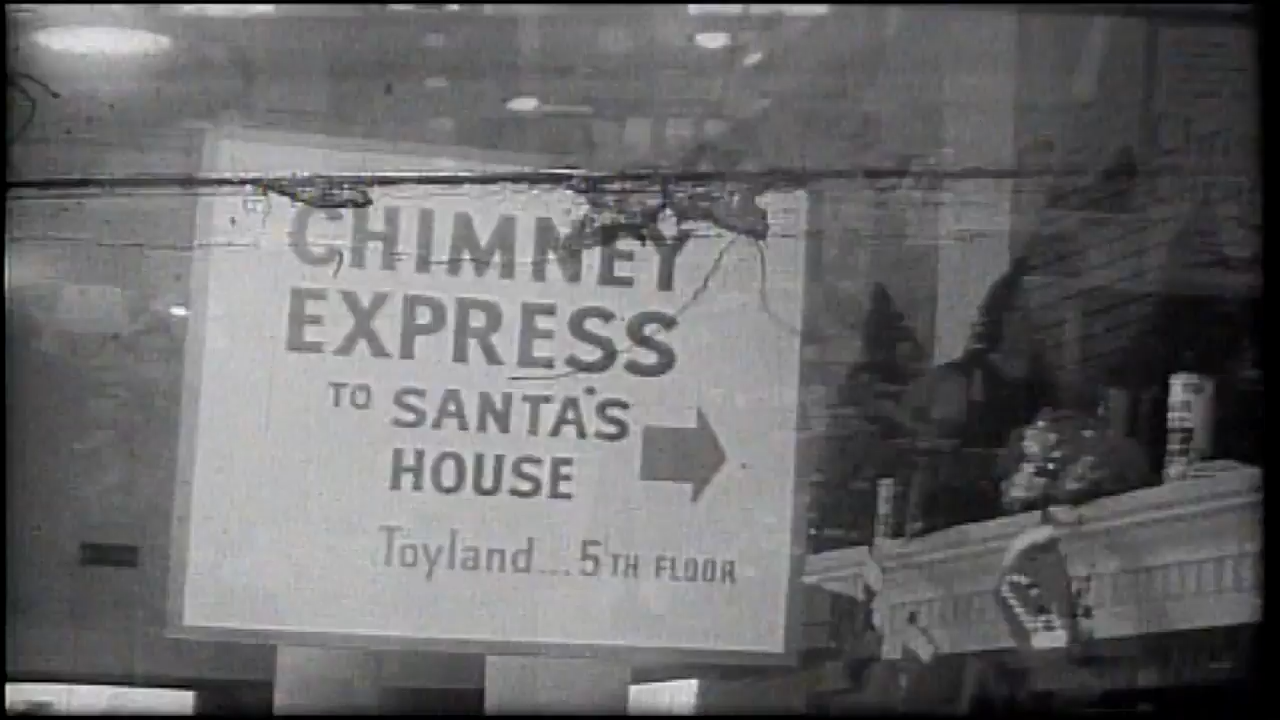 CHIMNEY
EXPRESS
TO SANTA'S
HOUSE
Toyland...5TH FLOOR